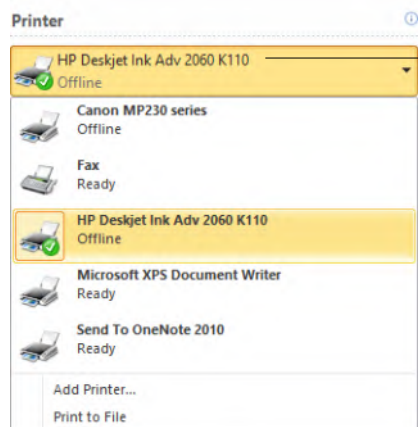 Printer
HP Deskjet Ink Adv 2060 K110
Offline
Canon MP230 series
Offline
Fax
Ready
HP Deskjet Ink Adv 2060 K110
Offline
Microsoft XPS Document Writer
Ready
Send To OneNote 2010
Ready
Add Printer...
Print to File